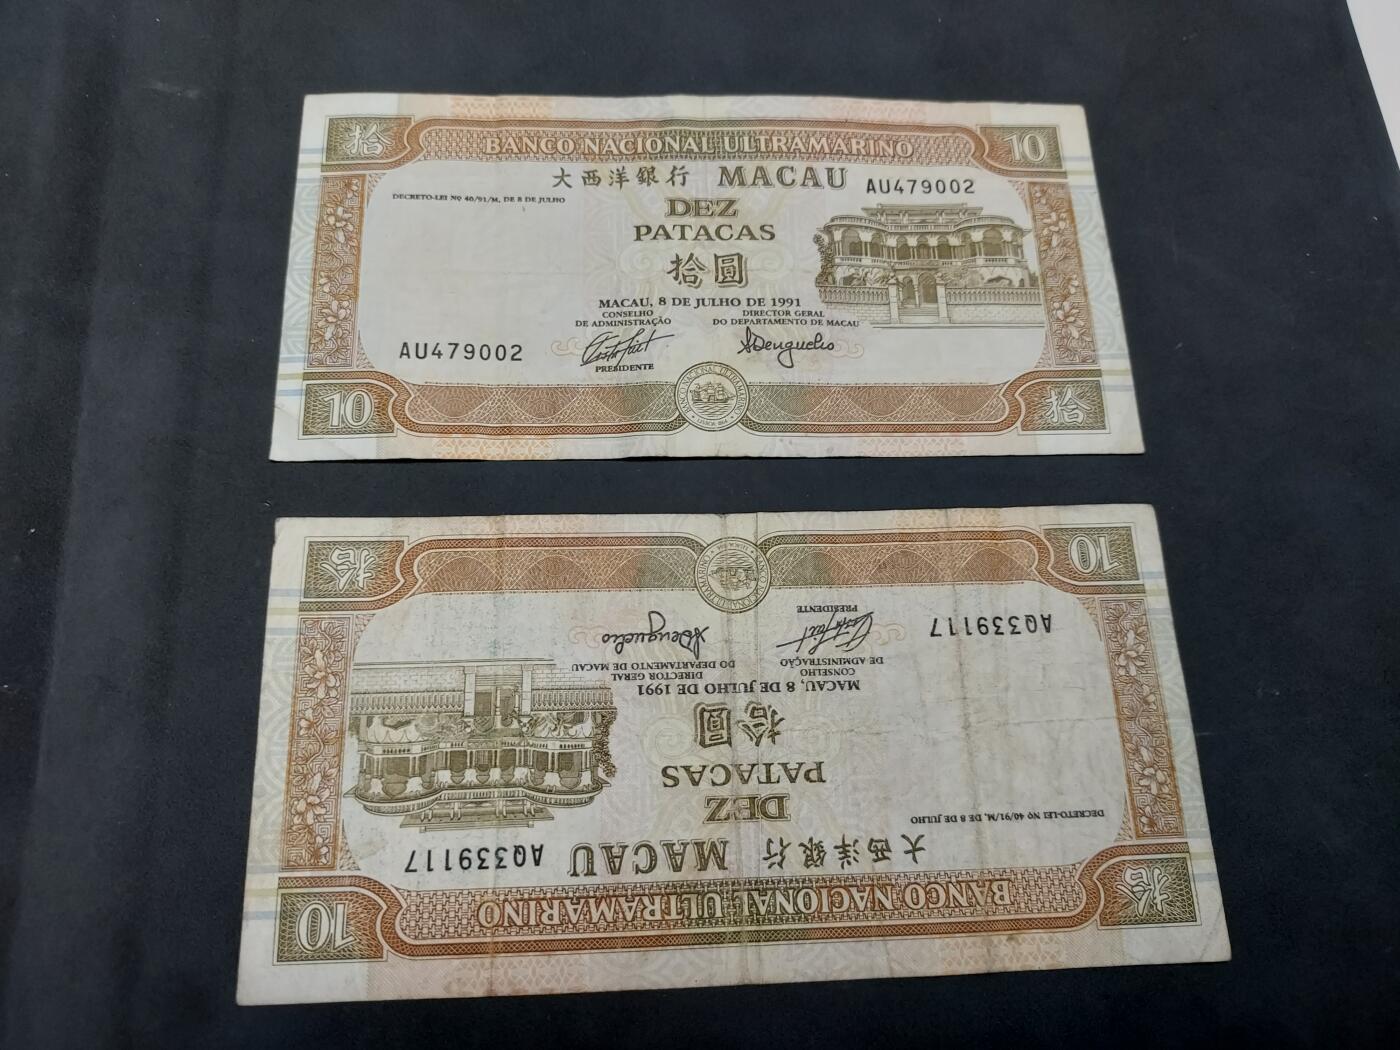 拾
BANCO NACIONAL ULTRAMARINO
10
大西洋銀行 MACAU AU479002
DECRETO-LEI Nº 40/91/M, DE 8 DE JULHO
DEZ
PATACAS
拾圓
MACAU, 8 DE JULHO DE 1991
CONSELHO
DE ADMINISTRAÇÃO
DIRECTOR GERAL
DO DEPARTAMENTO DE MACAU
AU479002
PRESIDENTE
10
BANCO NACIONAL ULTRAMARINO
拾
拾
BANCO NACIONAL ULTRAMARINO
10
大西洋銀行 MACAU AQ339117
DECRETO-LEI Nº 40/91/M, DE 8 DE JULHO
DEZ
PATACAS
拾圓
MACAU, 8 DE JULHO DE 1991
CONSELHO
DE ADMINISTRAÇÃO
DIRECTOR GERAL
DO DEPARTAMENTO DE MACAU
AQ339117
PRESIDENTE
10
拾